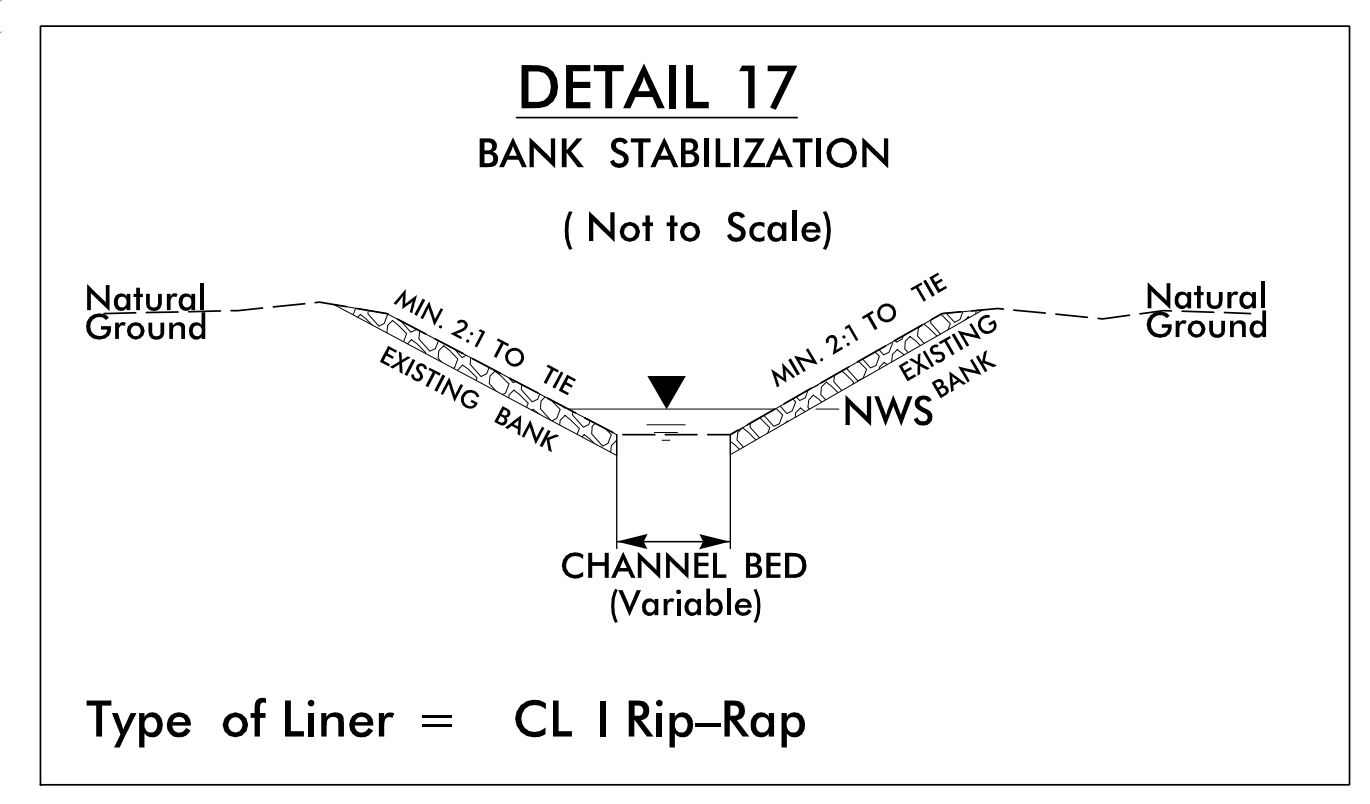 DETAIL 17
BANK STABILIZATION
( Not to Scale)
Natural
Ground
MIN. 2:1 TO TIE
EXISTING BANK
MIN. 2:1 TO TIE
EXISTING
BANK
Natural
Ground
NWS
CHANNEL BED
(Variable)
Type of Liner = CL I Rip–Rap